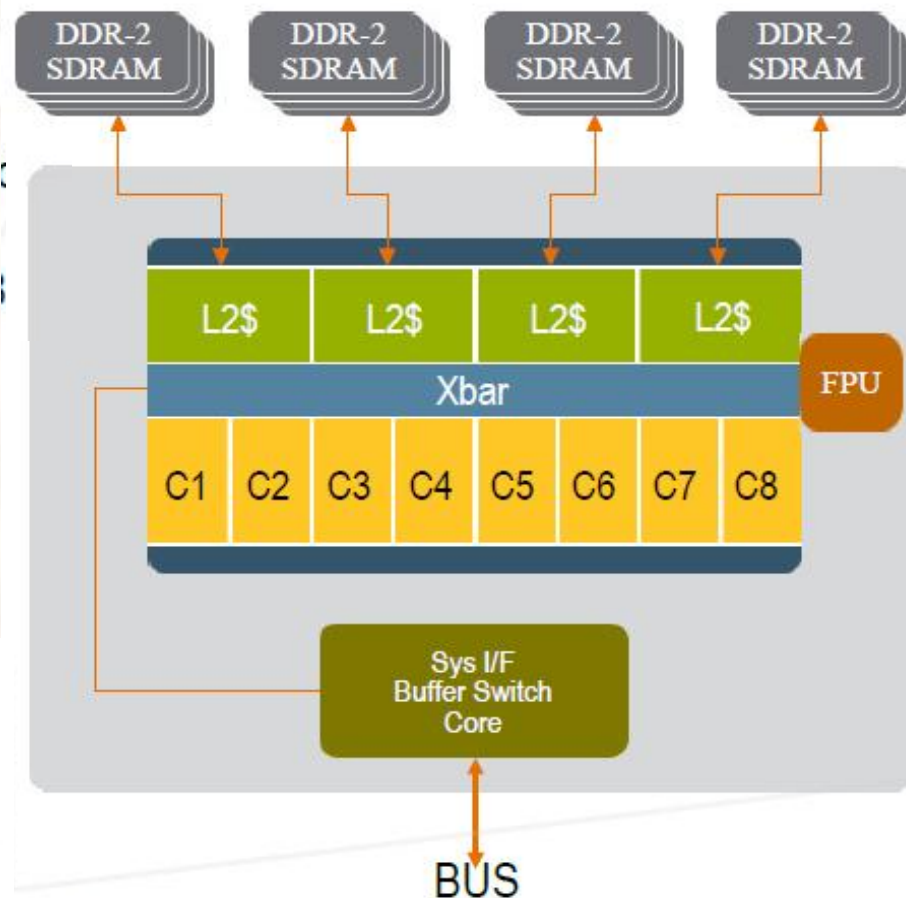 DDR-2
SDRAM
DDR-2
SDRAM
DDR-2
SDRAM
DDR-2
SDRAM
L2$ L2$ L2$ L2$
Xbar
FPU
C1 C2 C3 C4 C5 C6 C7 C8
Sys I/F
Buffer Switch
Core
BUS